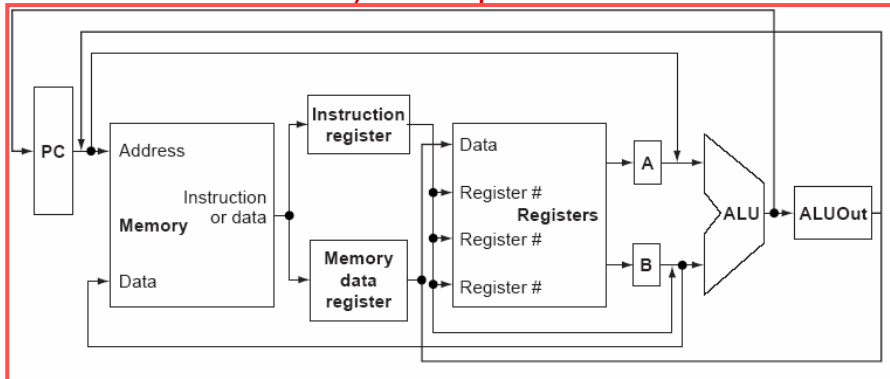 PC
Address
Instruction
or data
Memory
Data
Instruction
register
Memory
data
register
Data
Register #
Registers
Register #
Register #
A
B
ALU
ALUOut